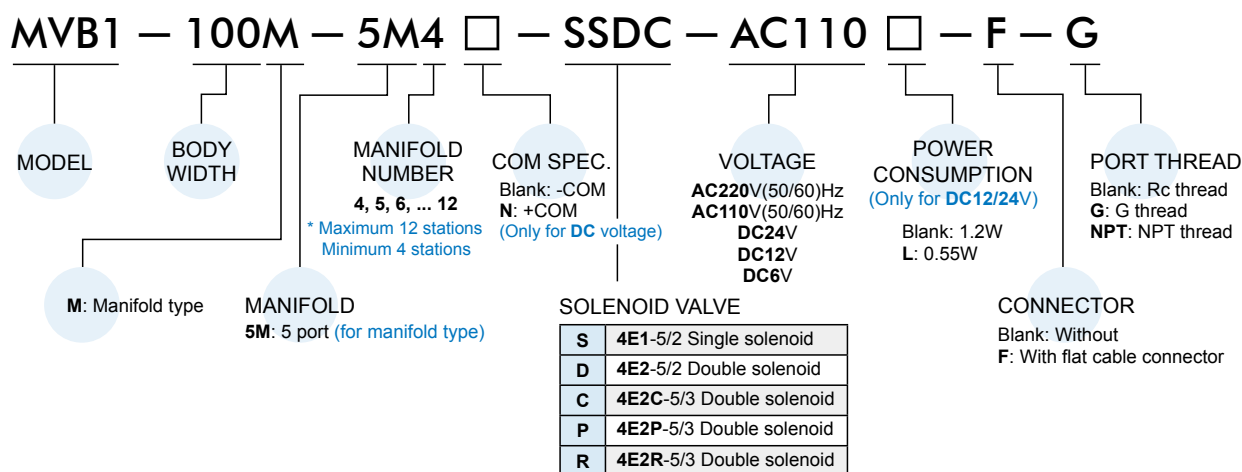 MVB1 — 100M — 5M4 □ — SSDC — AC110 □ — F — G
MODEL
BODY
WIDTH
MANIFOLD
NUMBER
4, 5, 6, ... 12
* Maximum 12 stations
Minimum 4 stations
COM SPEC.
Blank: -COM
N: +COM
(Only for DC voltage)
VOLTAGE
AC220V(50/60)Hz
AC110V(50/60)Hz
DC24V
DC12V
DC6V
POWER
CONSUMPTION
(Only for DC12/24V)
Blank: 1.2W
L: 0.55W
PORT THREAD
Blank: Rc thread
G: G thread
NPT: NPT thread
M: Manifold type
MANIFOLD
5M: 5 port (for manifold type)
SOLENOID VALVE
S 4E1-5/2 Single solenoid
D 4E2-5/2 Double solenoid
C 4E2C-5/3 Double solenoid
P 4E2P-5/3 Double solenoid
R 4E2R-5/3 Double solenoid
CONNECTOR
Blank: Without
F: With flat cable connector